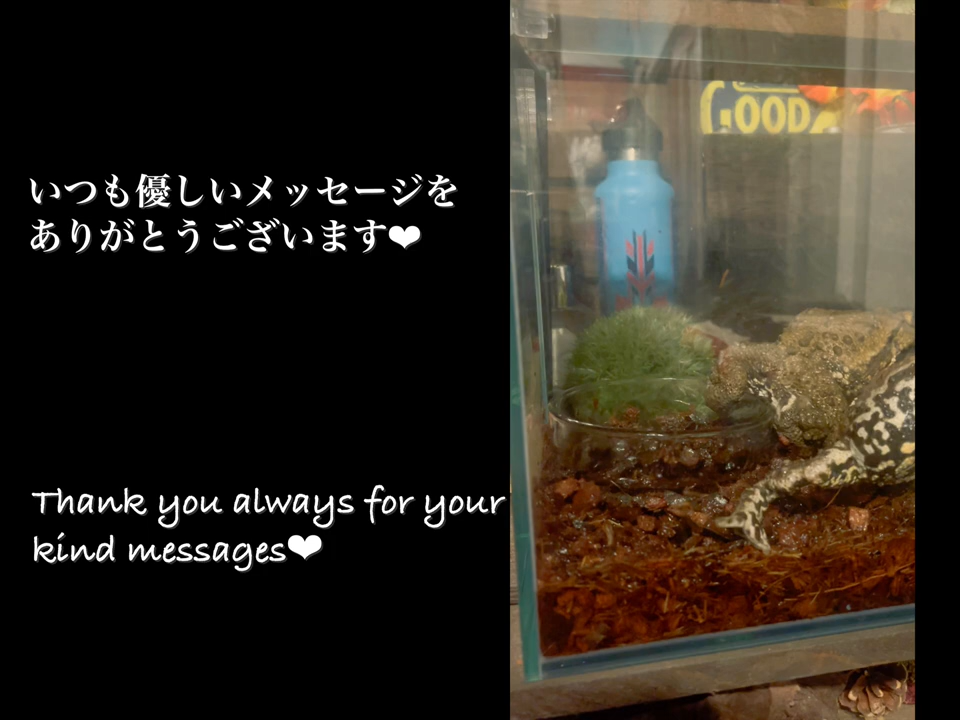 いつも優しいメッセージを
ありがとうございます❤
GOOD
Thank you always for your
kind messages❤